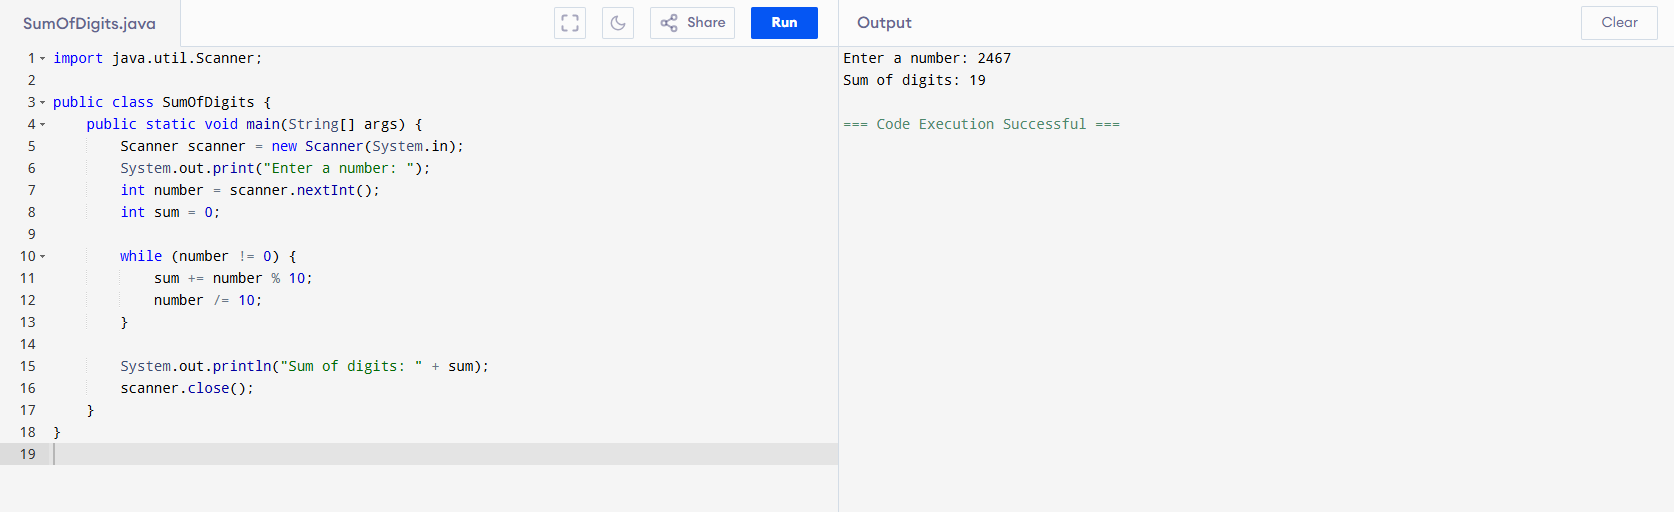 SumOfDigits.java
Share
Run
Output
Clear
1 import java.util.Scanner;
2
3 public class SumOfDigits {
4     public static void main(String[] args) {
5         Scanner scanner = new Scanner(System.in);
6         System.out.print("Enter a number: ");
7         int number = scanner.nextInt();
8         int sum = 0;
9
10         while (number != 0) {
11             sum += number % 10;
12             number /= 10;
13         }
14
15         System.out.println("Sum of digits: " + sum);
16         scanner.close();
17     }
18 }
19
Enter a number: 2467
Sum of digits: 19
=== Code Execution Successful ===